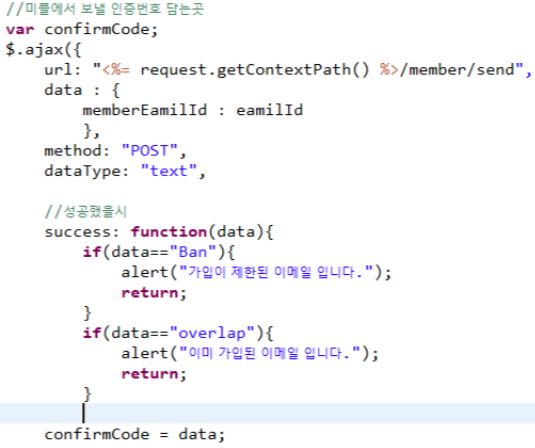 //미플에서 보낼 인증번호 담는곳
var confirmCode;
$.ajax({
    url: "<%= request.getContextPath() %>/member/send",
    data : {
        memberEamilId : eamilId
        },
    method: "POST",
    dataType: "text",

    //성공했을시
    success: function(data){
        if(data=="Ban"){
            alert("가입이 제한된 이메일 입니다.");
            return;
        }
        if(data=="overlap"){
            alert("이미 가입된 이메일 입니다.");
            return;
        }

    confirmCode = data;